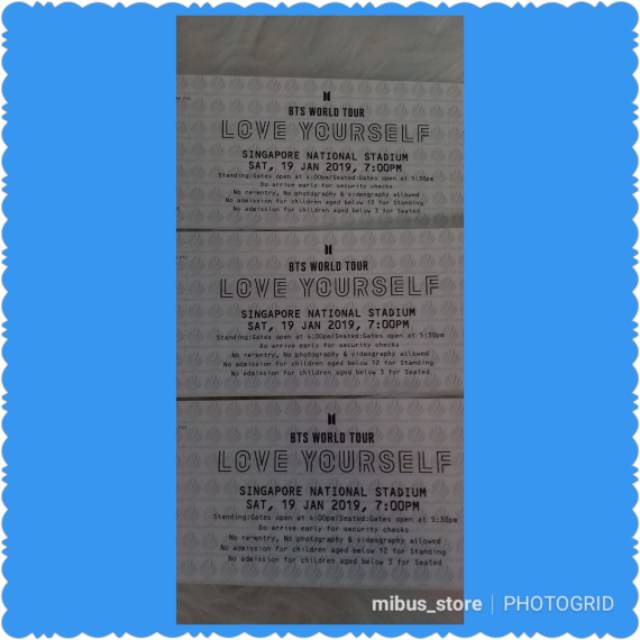 BTS WORLD TOUR
LOVE YOURSELF
SINGAPORE NATIONAL STADIUM
SAT, 19 JAN 2019, 7:00PM
Standing:Gates open at 4:00pm/Seated:Gates open at 5:30pm
Do arrive early for security checks
No re-entry, No photography & videography allowed
No admission for children aged below 12 for Standing
No admission for children aged below 3 for Seated
BTS WORLD TOUR
LOVE YOURSELF
SINGAPORE NATIONAL STADIUM
SAT, 19 JAN 2019, 7:00PM
Standing:Gates open at 4:00pm/Seated:Gates open at 5:30pm
Do arrive early for security checks
No re-entry, No photography & videography allowed
No admission for children aged below 12 for Standing
No admission for children aged below 3 for Seated
BTS WORLD TOUR
LOVE YOURSELF
SINGAPORE NATIONAL STADIUM
SAT, 19 JAN 2019, 7:00PM
Standing:Gates open at 4:00pm/Seated:Gates open at 5:30pm
Do arrive early for security checks
No re-entry, No photography & videography allowed
No admission for children aged below 12 for Standing
No admission for children aged below 3 for Seated
mibus_store | PHOTOGRID